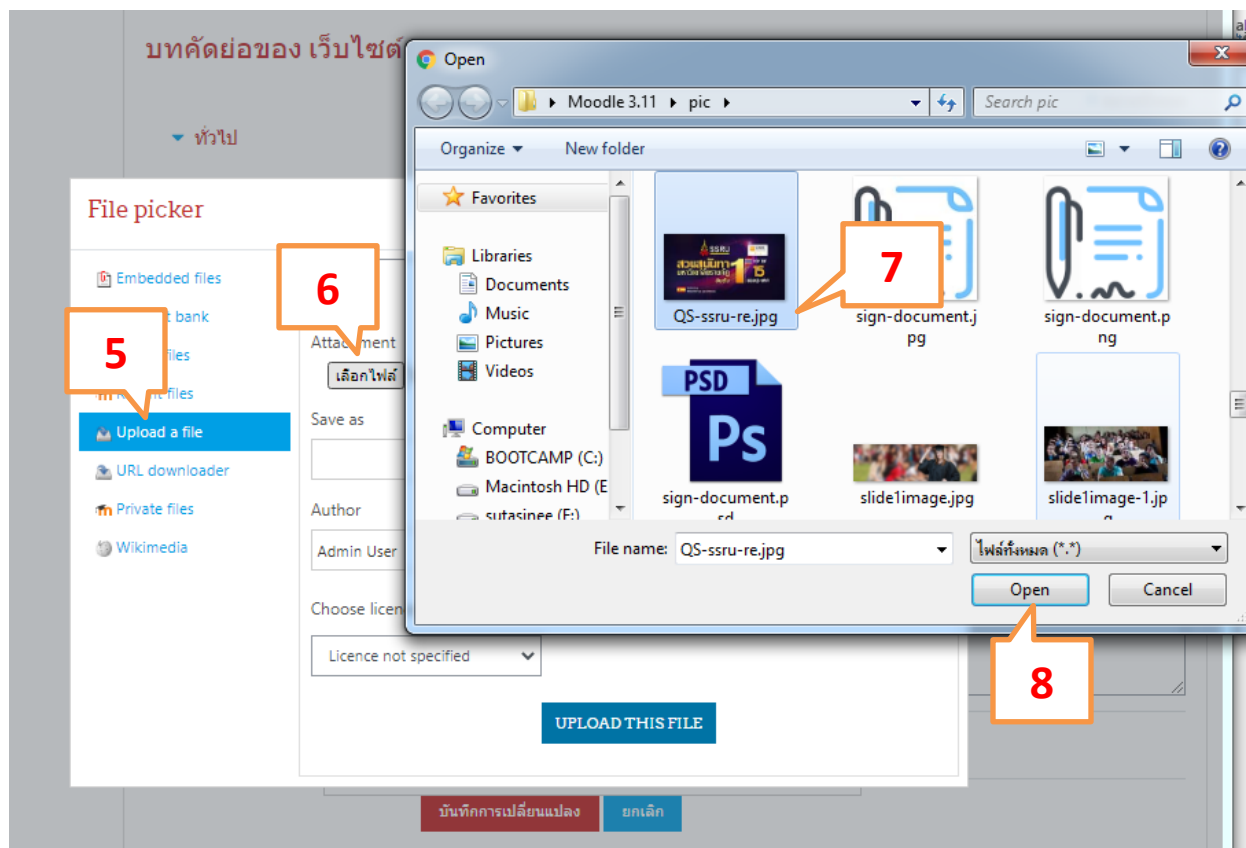 บทคัดย่อของ เว็บไซต์
ทั่วไป
Open
Moodle 3.11 pic
Search pic
Organize
New folder
Favorites
Libraries
Documents
Music
Pictures
Videos
Computer
BOOTCAMP (C:)
Macintosh HD (E
sutasinee (F:)
QS-ssru-re.jpg
sign-document.j
pg
sign-document.p
ng
PSD
Ps
sign-document.p
sd
slide1image.jpg
slide1image-1.jp
g
File name: QS-ssru-re.jpg
ไฟล์ทั้งหมด (*.*)
Open
Cancel
File picker
Embedded files
bank
files
files
Upload a file
URL downloader
Private files
Wikimedia
Attachment
เลือกไฟล์
Save as
Author
Admin User
Choose licen
Licence not specified
UPLOAD THIS FILE
บันทึกการเปลี่ยนแปลง
ยกเลิก
5
6
7
8